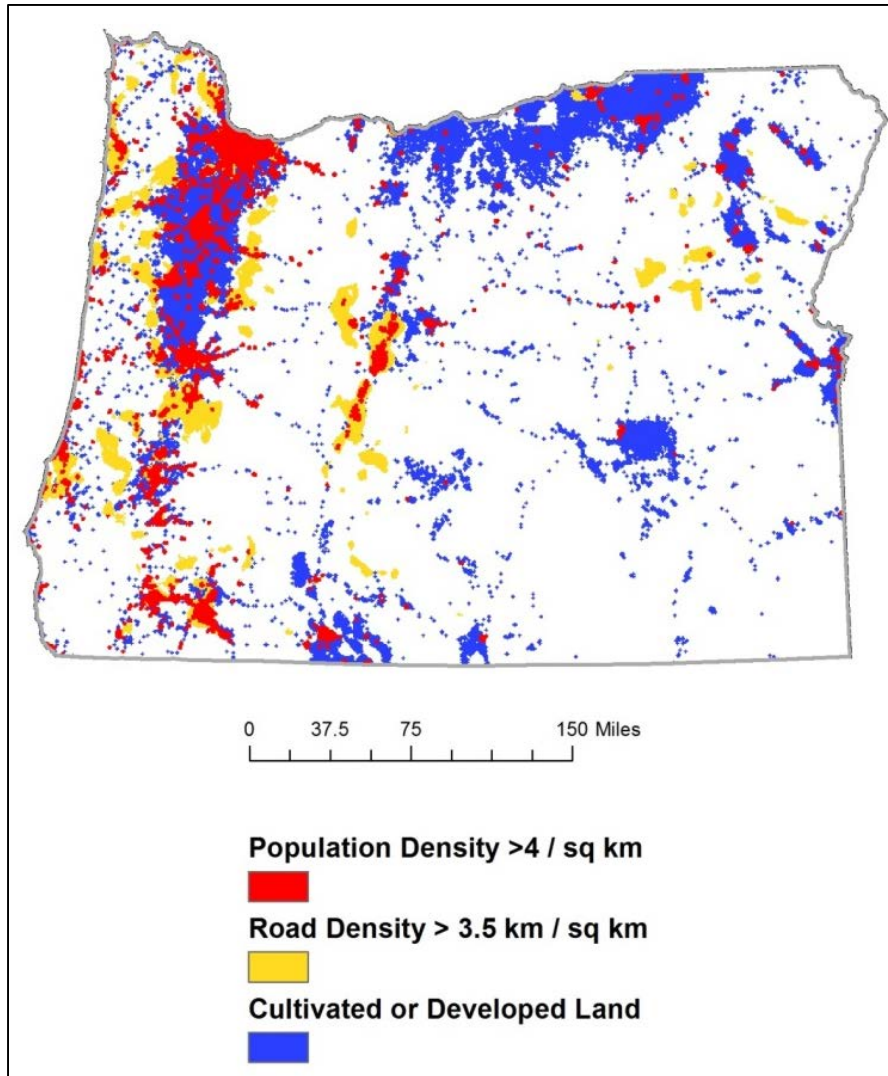 0 37.5 75 150 Miles
Population Density >4 / sq km
Road Density > 3.5 km / sq km
Cultivated or Developed Land